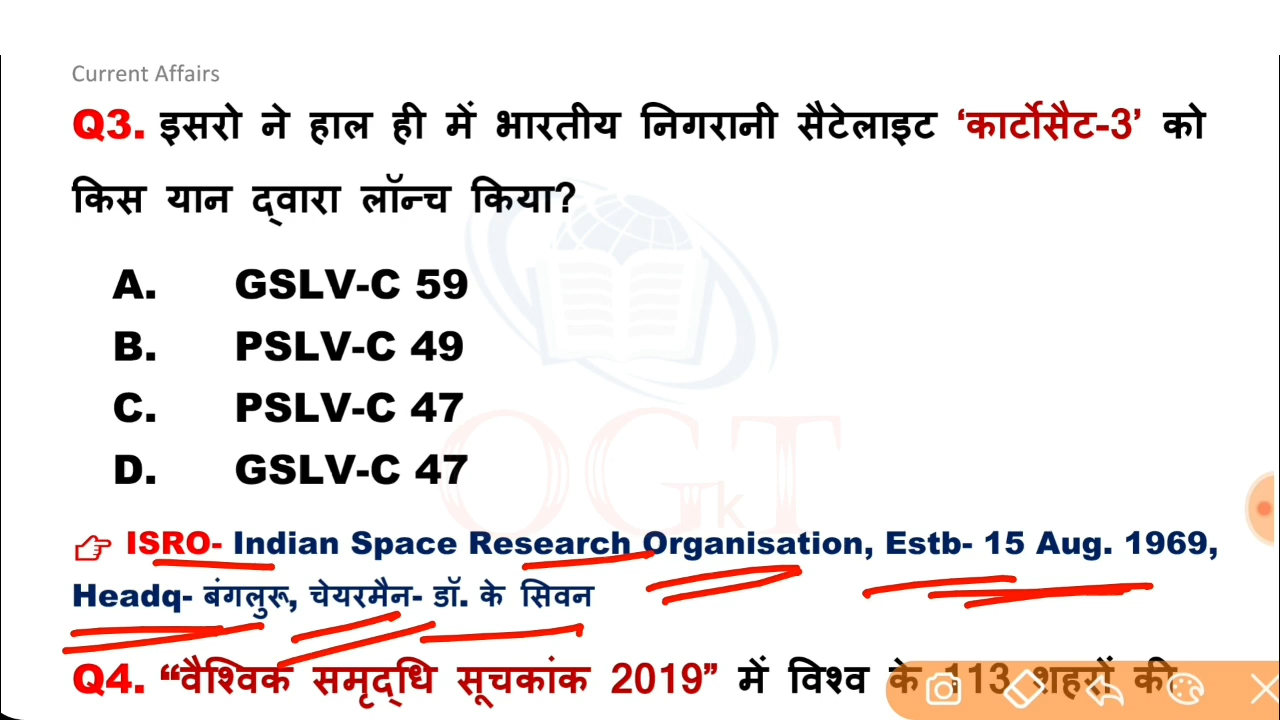 Current Affairs
Q3. इसरो ने हाल ही में भारतीय निगरानी सैटेलाइट ‘कार्टोसैट-3’ को
किस यान द्वारा लॉन्च किया?
A. GSLV-C 59
B. PSLV-C 49
C. PSLV-C 47
D. GSLV-C 47
OGT
k
ISRO- Indian Space Research Organisation, Estb- 15 Aug. 1969,
Headq- बंगलुरू, चेयरमैन- डॉ. के सिवन
Q4. “वैश्विक समृद्धि सूचकांक 2019” में विश्व के 113 शहरों की